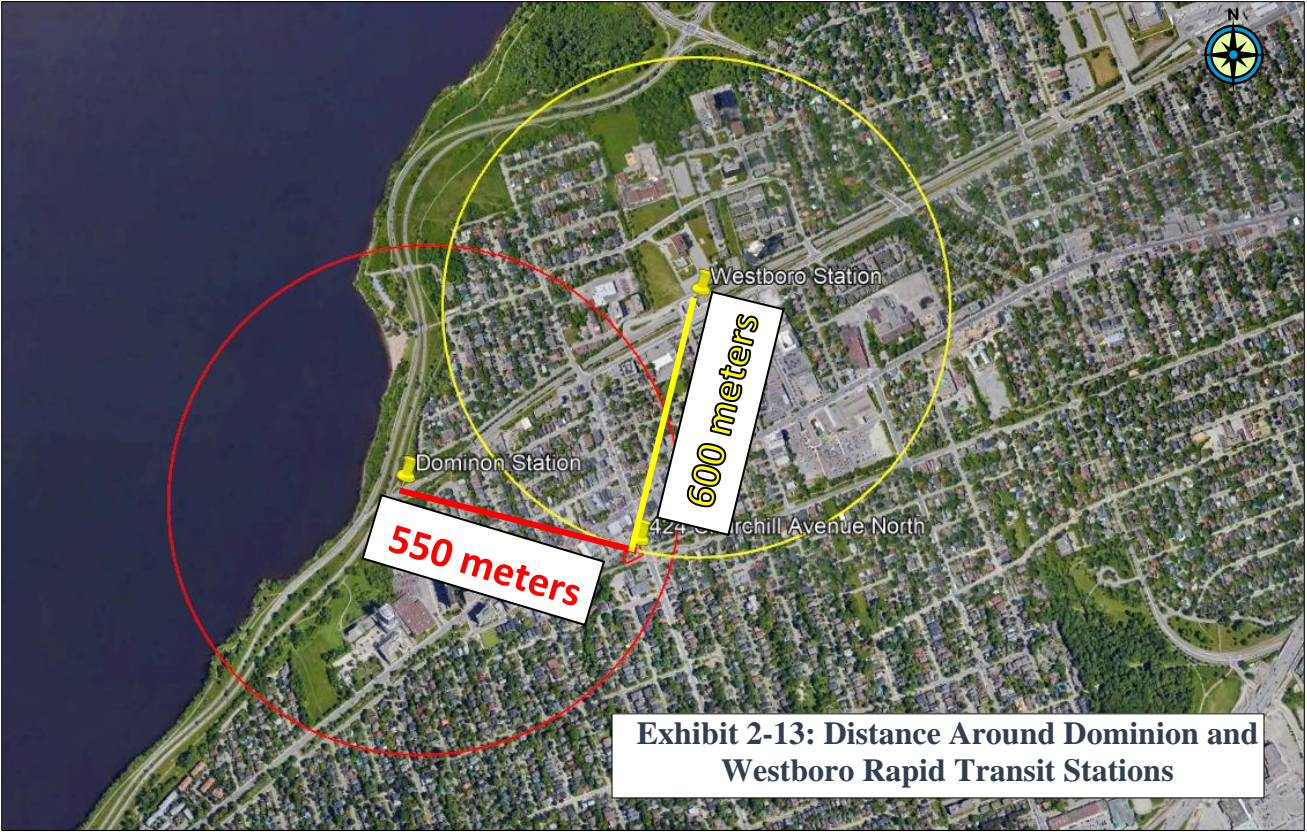 N
Westboro Station
600 meters
Dominon Station
424 Churchill Avenue North
550 meters
Exhibit 2-13: Distance Around Dominion and
Westboro Rapid Transit Stations